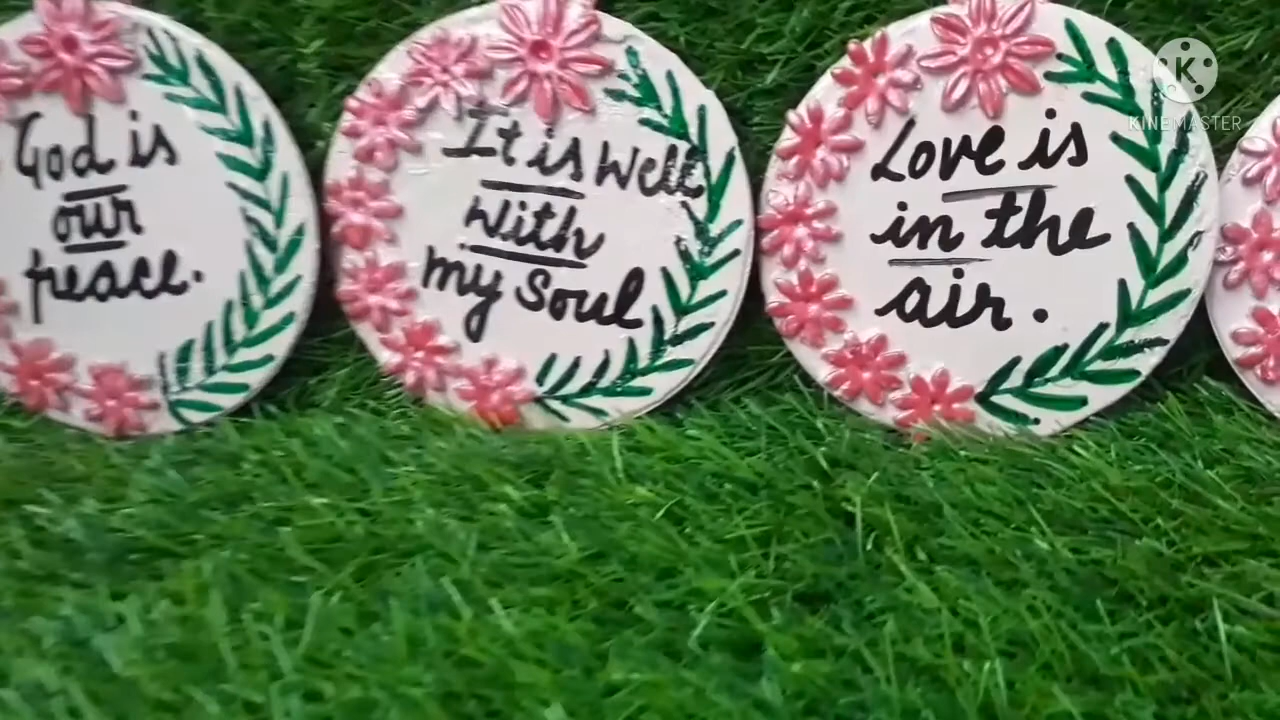 God is
our
peace.
It is Well
With
my Soul
Love is
in the
air.
KINEMASTER